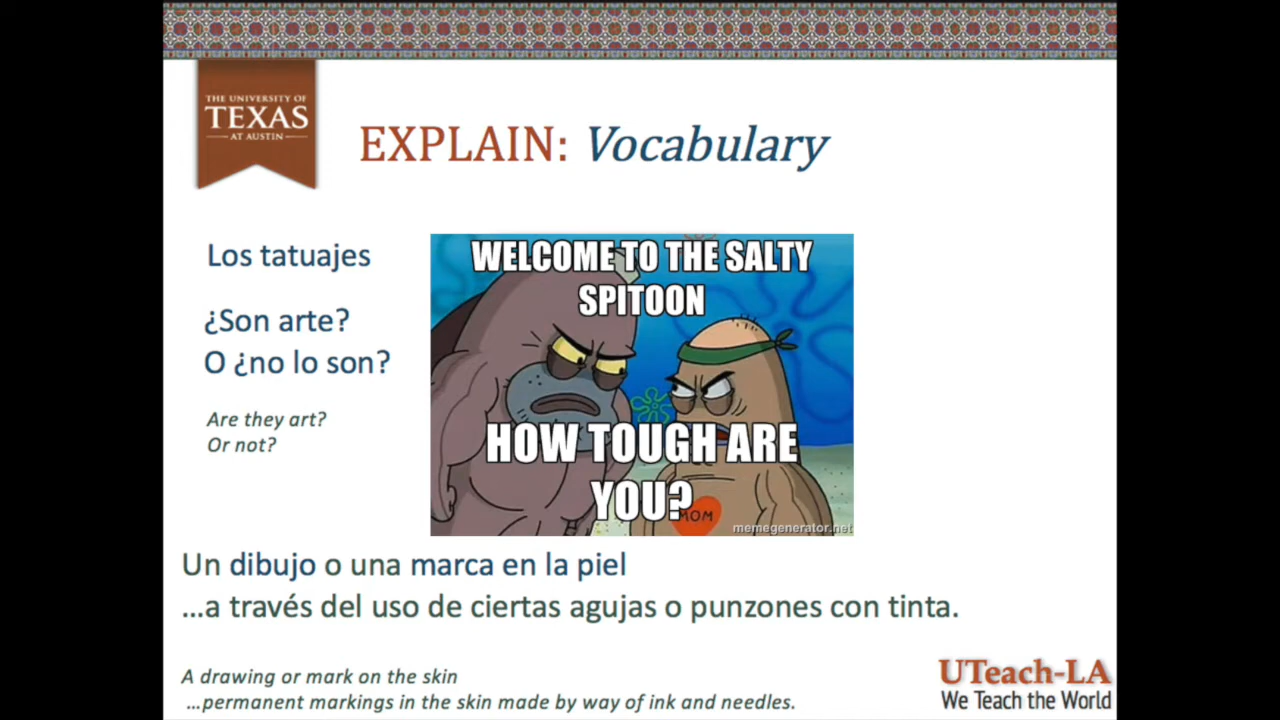 THE UNIVERSITY OF
TEXAS
AT AUSTIN
EXPLAIN: Vocabulary
Los tatuajes
¿Son arte?
O ¿no lo son?
Are they art?
Or not?
WELCOME TO THE SALTY
SPITOON
HOW TOUGH ARE
YOU?
MOM
memegenerator.net
Un dibujo o una marca en la piel
...a través del uso de ciertas agujas o punzones con tinta.
A drawing or mark on the skin
...permanent markings in the skin made by way of ink and needles.
UTeach-LA
We Teach the World